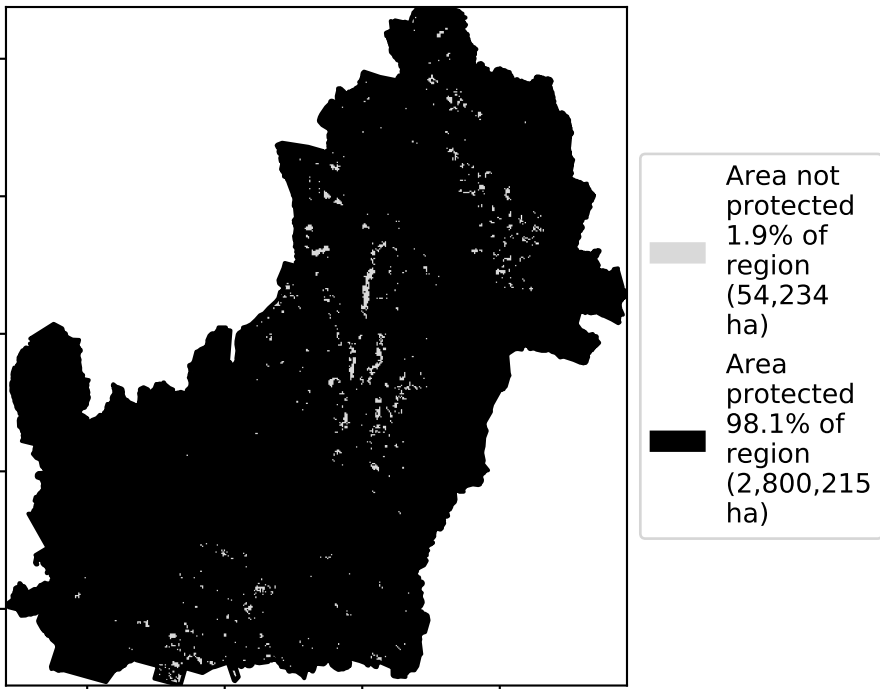 Area not
protected
1.9% of
region
(54,234
ha)
Area
protected
98.1% of
region
(2,800,215
ha)